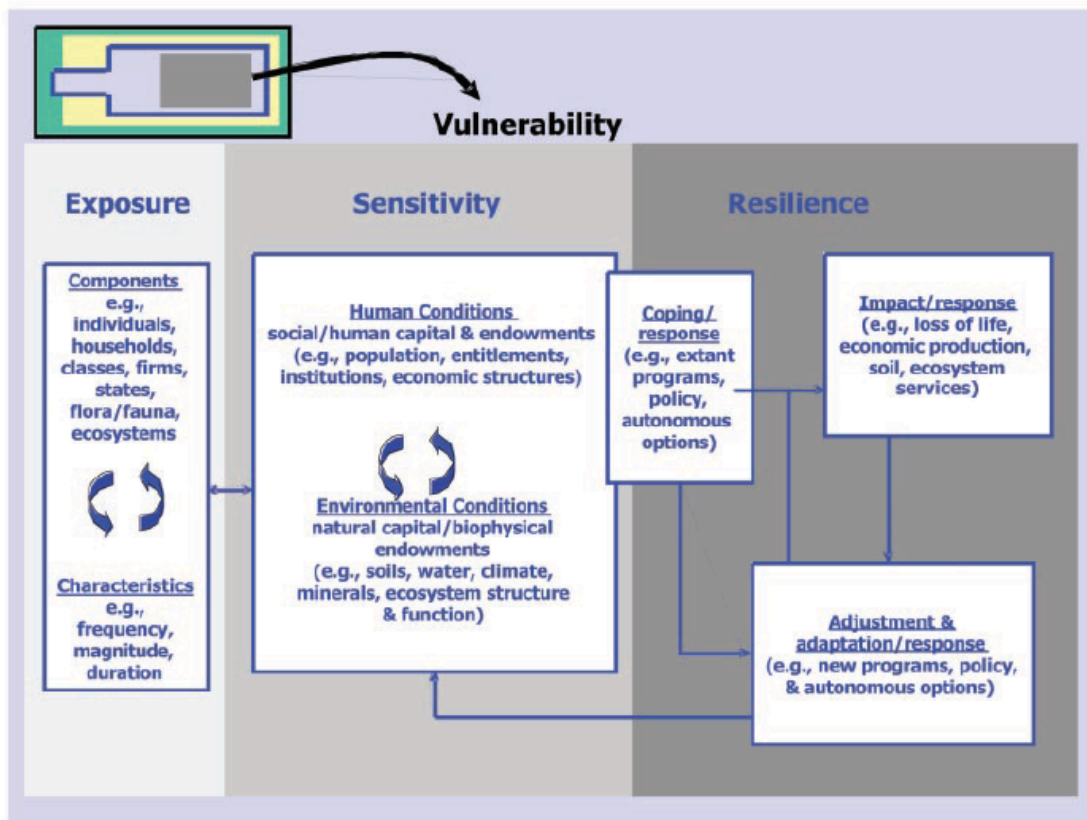 Vulnerability
Exposure
Sensitivity
Resilience
Components
e.g.,
individuals,
households,
classes, firms,
states,
flora/fauna,
ecosystems
Characteristics
e.g.,
frequency,
magnitude,
duration
Human Conditions
social/human capital & endowments
(e.g., population, entitlements,
institutions, economic structures)
Environmental Conditions
natural capital/biophysical
endowments
(e.g., soils, water, climate,
minerals, ecosystem structure
& function)
Coping/
response
(e.g., extant
programs,
policy,
autonomous
options)
Impact/response
(e.g., loss of life,
economic production,
soil, ecosystem
services)
Adjustment &
adaptation/response
(e.g., new programs, policy,
& autonomous options)